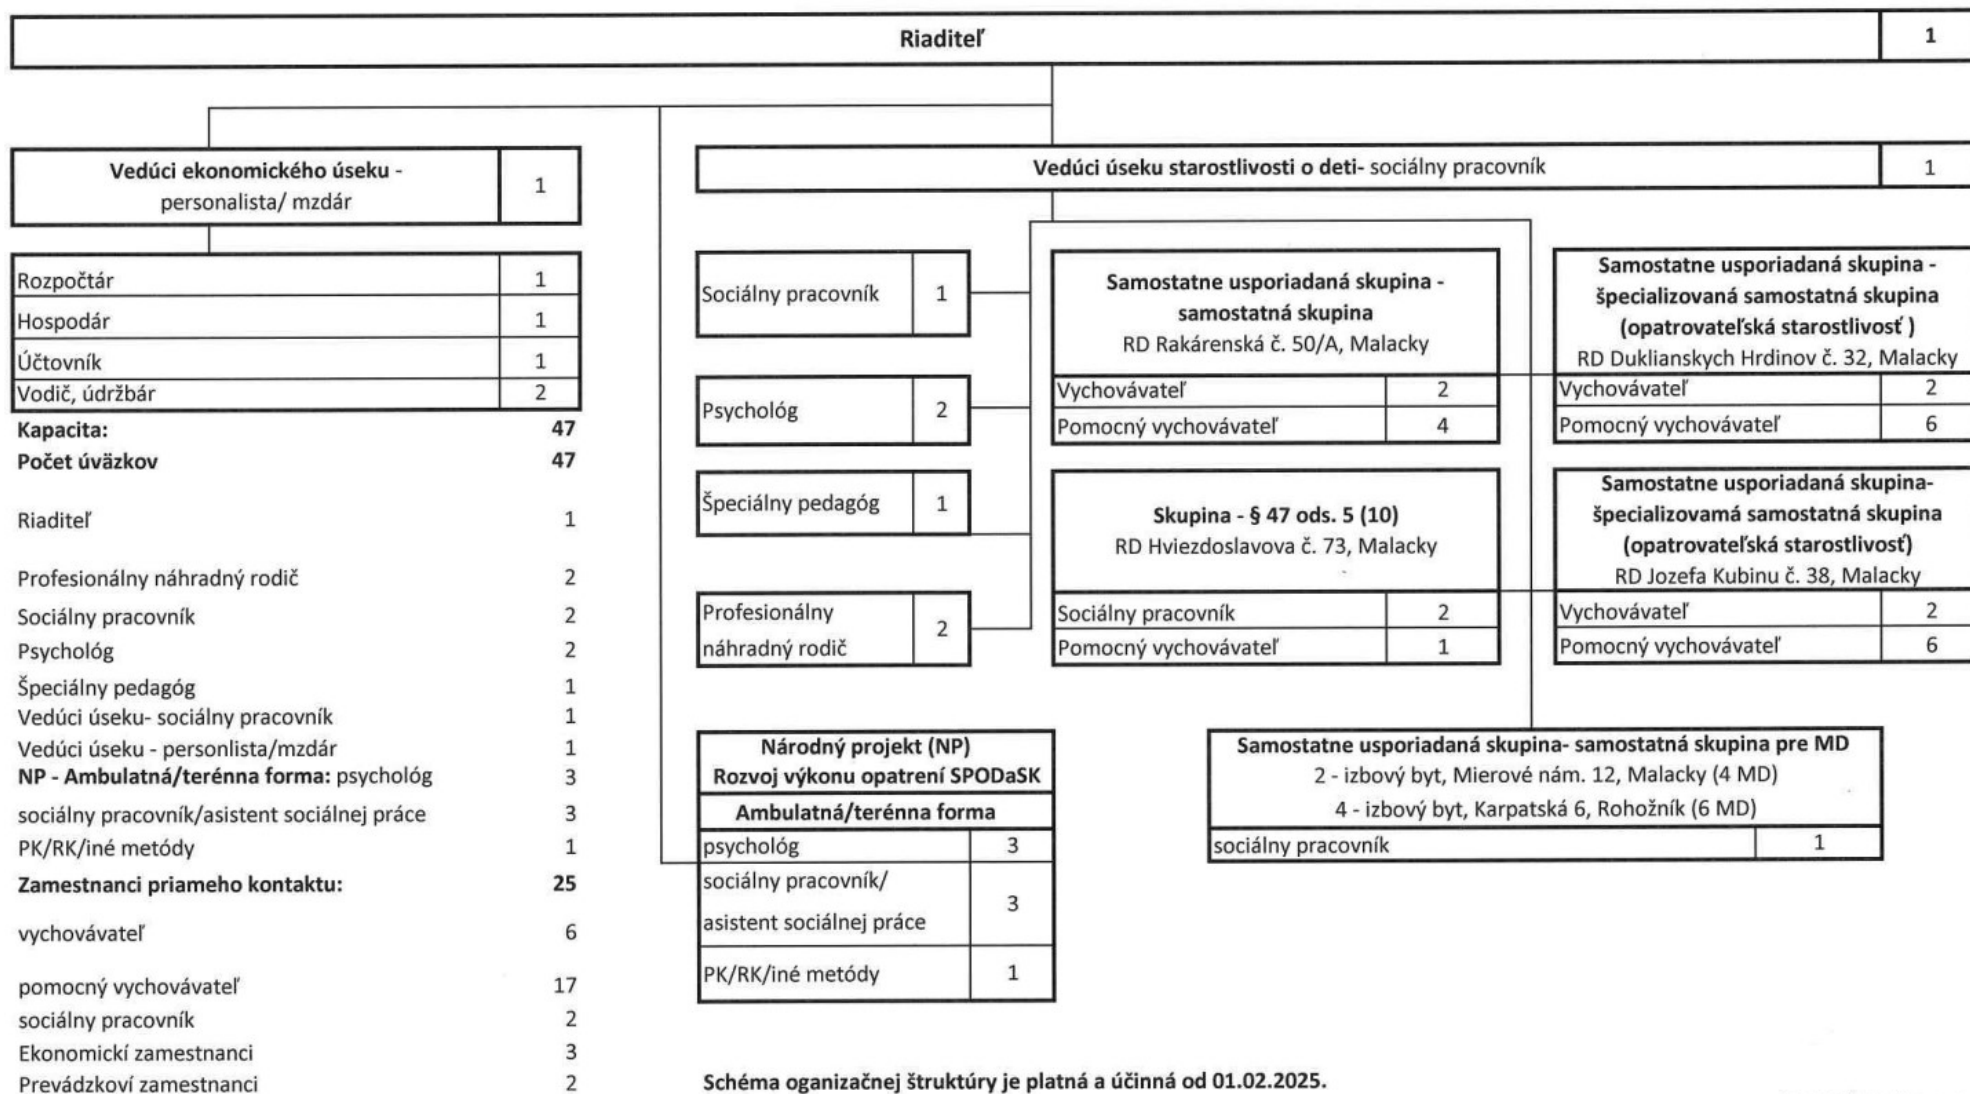 Riaditeľ 1
Vedúci ekonomického úseku - 
personalista/ mzdár
1
Rozpočtár 1
Hospodár 1
Účtovník 1
Vodič, údržbár 2
Kapacita: 47
Počet úväzkov 47
Riaditeľ 1
Profesionálny náhradný rodič 2
Sociálny pracovník 2
Psychológ 2
Špeciálny pedagóg 1
Vedúci úseku- sociálny pracovník 1
Vedúci úseku - personlista/mzdár 1
NP - Ambulatná/terénna forma: psychológ 3
sociálny pracovník/asistent sociálnej práce 3
PK/RK/iné metódy 1
Zamestnanci priameho kontaktu: 25
vychovávateľ 6
pomocný vychovávateľ 17
sociálny pracovník 2
Ekonomickí zamestnanci 3
Prevádzkoví zamestnanci 2
Vedúci úseku starostlivosti o deti- sociálny pracovník 1
Sociálny pracovník 1
Psychológ 2
Špeciálny pedagóg 1
Profesionálny
náhradný rodič
2
Samostatne usporiadaná skupina -
samostatná skupina
RD Rakárenská č. 50/A, Malacky
Vychovávateľ 2
Pomocný vychovávateľ 4
Samostatne usporiadaná skupina -
špecializovaná samostatná skupina
(opatrovateľská starostlivosť )
RD Duklianskych Hrdinov č. 32, Malacky
Vychovávateľ 2
Pomocný vychovávateľ 6
Skupina - § 47 ods. 5 (10)
RD Hviezdoslavova č. 73, Malacky
Sociálny pracovník 2
Pomocný vychovávateľ 1
Samostatne usporiadaná skupina-
špecializovamá samostatná skupina
(opatrovateľská starostlivosť)
RD Jozefa Kubinu č. 38, Malacky
Vychovávateľ 2
Pomocný vychovávateľ 6
Národný projekt (NP)
Rozvoj výkonu opatrení SPODaSK
Ambulatná/terénna forma
psychológ 3
sociálny pracovník/
asistent sociálnej práce
3
PK/RK/iné metódy 1
Samostatne usporiadaná skupina- samostatná skupina pre MD
2 - izbový byt, Mierové nám. 12, Malacky (4 MD)
4 - izbový byt, Karpatská 6, Rohožník (6 MD)
sociálny pracovník 1
Schéma oganizačnej štruktúry je platná a účinná od 01.02.2025.